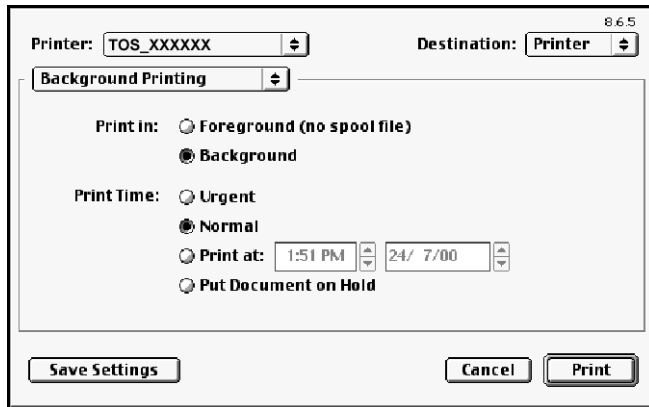 8.6.5
Printer: TOS_XXXXXX Destination: Printer
Background Printing
Print in: Foreground (no spool file)
Background
Print Time: Urgent
Normal
Print at: 1:51 PM 24/ 7/00
Put Document on Hold
Save Settings Cancel Print